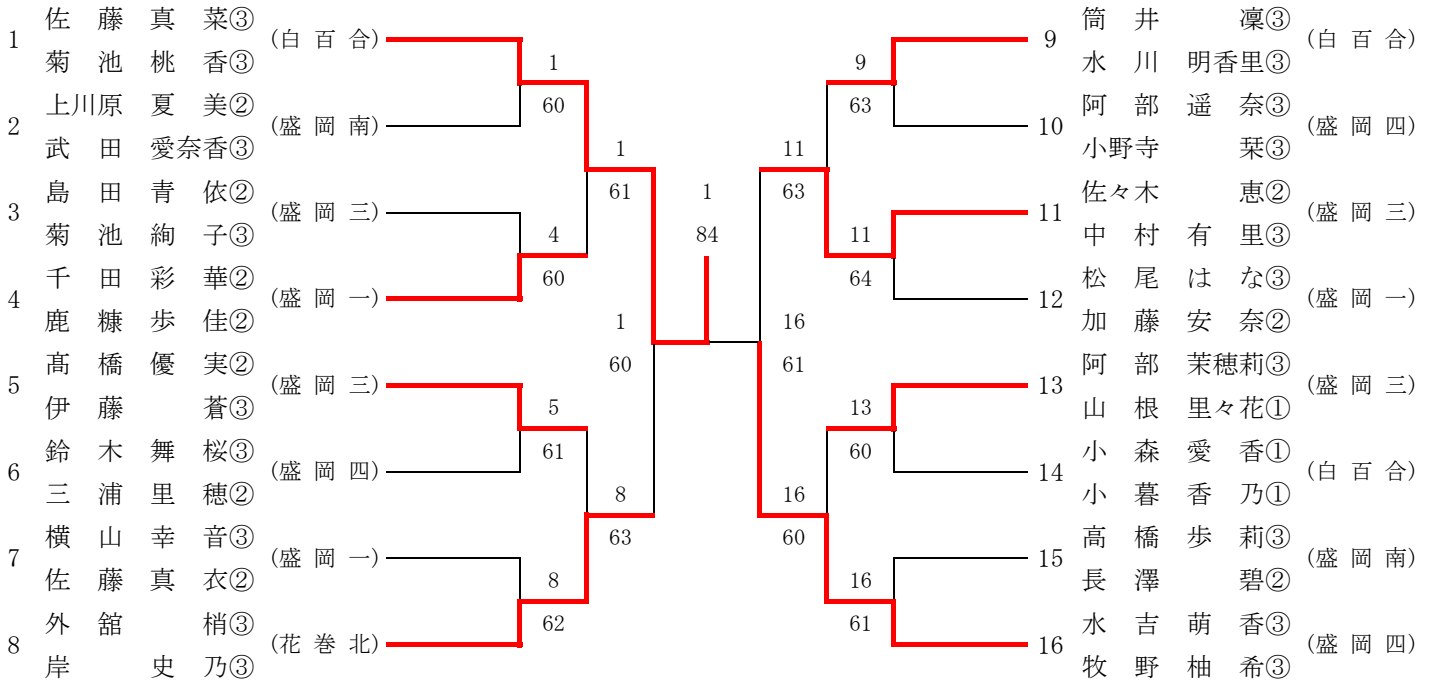 佐藤真菜③
1 (白百合)
菊池桃香③
上川原夏美②
2 (盛岡南)
武田愛奈香③
島田青依②
3 (盛岡三)
菊池絢子③
千田彩華②
4 (盛岡一)
鹿糠歩佳②
髙橋優実②
5 (盛岡三)
伊藤蒼③
鈴木舞桜③
6 (盛岡四)
三浦里穂②
横山幸音③
7 (盛岡一)
佐藤真衣②
外舘梢③
8 (花巻北)
岸史乃③
1
60
4
60
5
61
8
62
1
61
8
63
1
60
1
84
16
61
11
63
16
60
9
63
11
64
13
60
16
61
筒井凜③
9 (白百合)
水川明香里③
阿部遥奈③
10 (盛岡四)
小野寺栞③
佐々木恵②
11 (盛岡三)
中村有里③
松尾はな③
12 (盛岡一)
加藤安奈②
阿部茉穂莉③
13 (盛岡三)
山根里々花①
小森愛香①
14 (白百合)
小暮香乃①
高橋歩莉③
15 (盛岡南)
長澤碧②
水吉萌香③
16 (盛岡四)
牧野柚希③